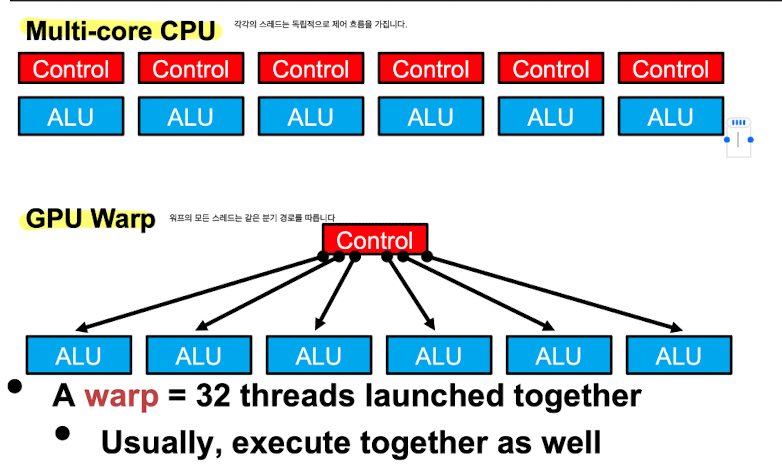 Multi-core CPU 각각의 스레드는 독립적으로 제어 흐름을 가집니다.
Control Control Control Control Control Control
ALU ALU ALU ALU ALU ALU
GPU Warp 워프의 모든 스레드는 같은 분기 경로를 따릅니다
Control
ALU ALU ALU ALU ALU ALU
• A warp = 32 threads launched together
• Usually, execute together as well